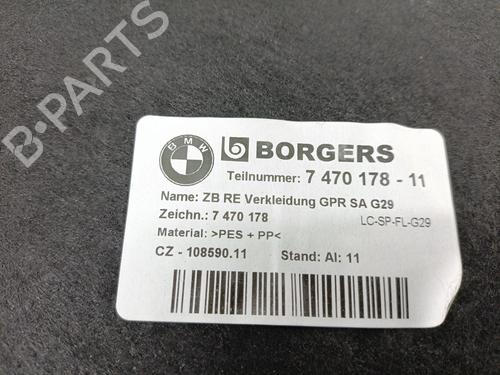 B-PARTS
BMW
BORGERS
Teilnummer: 7 470 178 - 11
Name: ZB RE Verkleidung GPR SA G29
Zeichn.: 7 470 178
LC-SP-FL-G29
Material: >PES + PP<
CZ - 108590.11 Stand: AI: 11